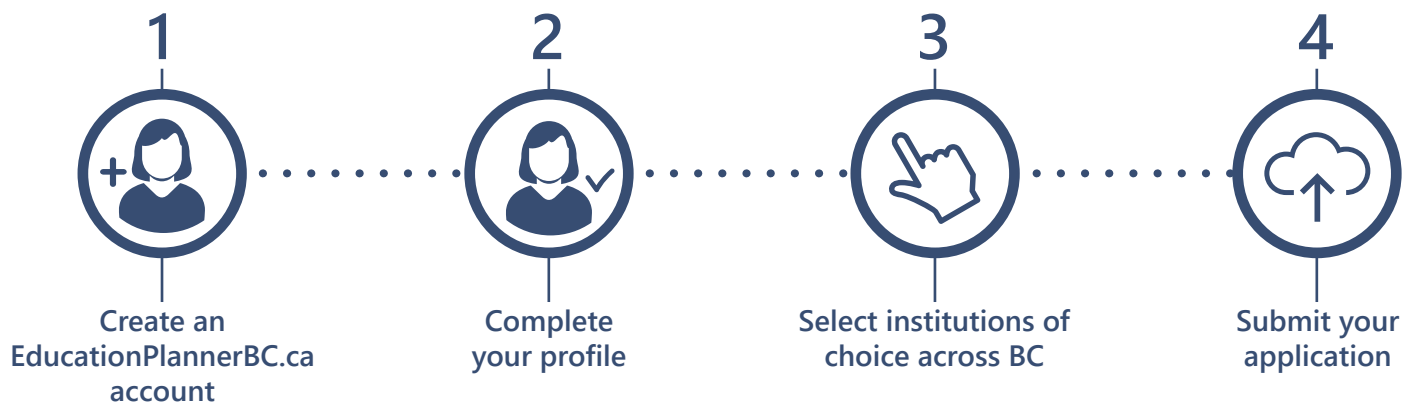 1
Create an
EducationPlannerBC.ca
account
2
Complete
your profile
3
Select institutions of
choice across BC
4
Submit your
application